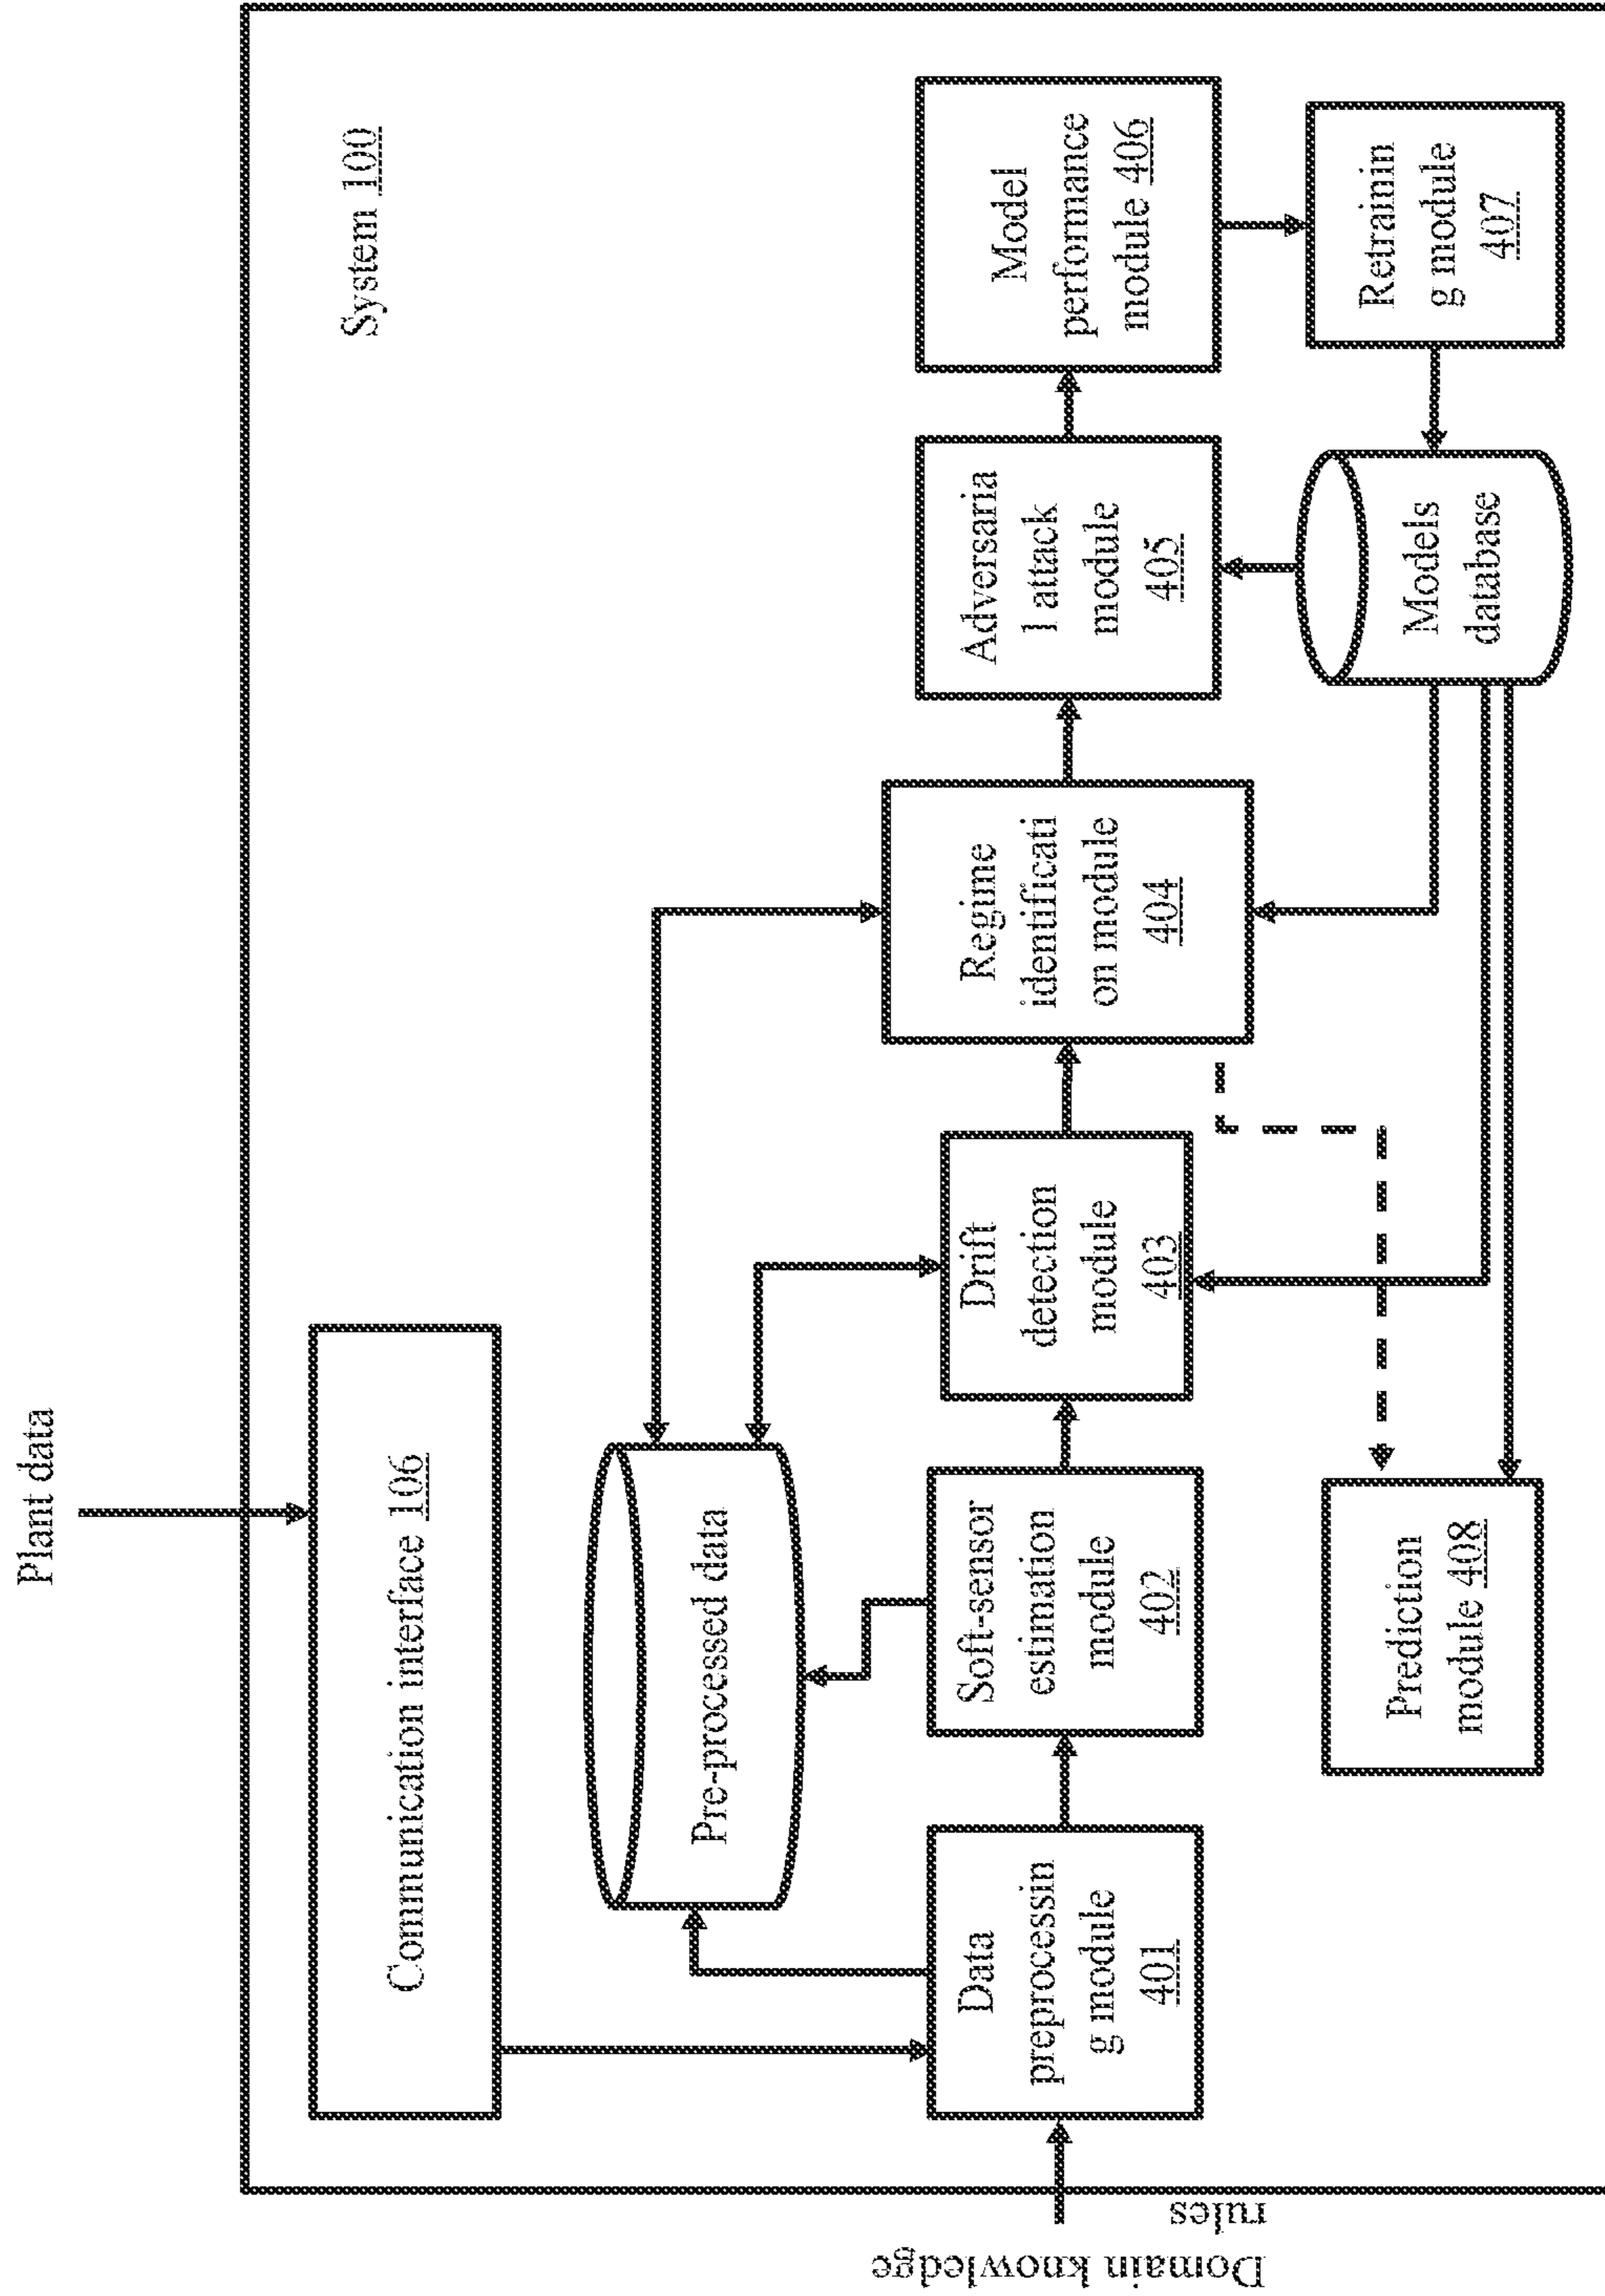 Plant data
System 100
Communication interface 106
Pre-processed data
Domain knowledge
rules
Data
preprocessin
g module
401
Soft-sensor
estimation
module
402
Drift
detection
module
403
Regime
identificati
on module
404
Adversaria
l attack
module
405
Model
performance
module 406
Prediction
module 408
Models
database
Retrainin
g module
407